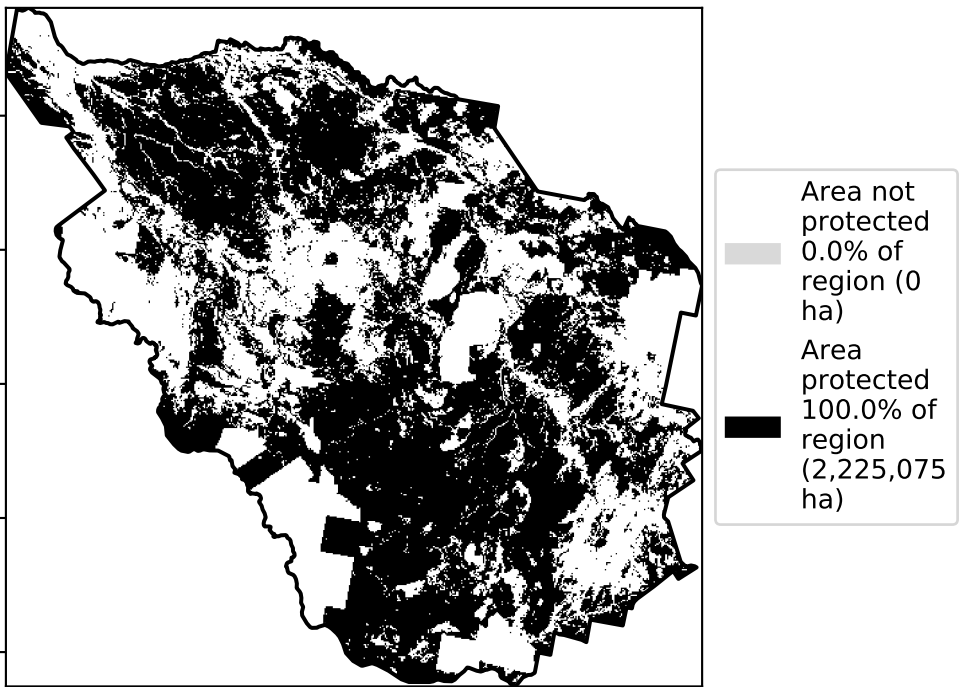 Area not
protected
0.0% of
region (0
ha)
Area
protected
100.0% of
region
(2,225,075
ha)